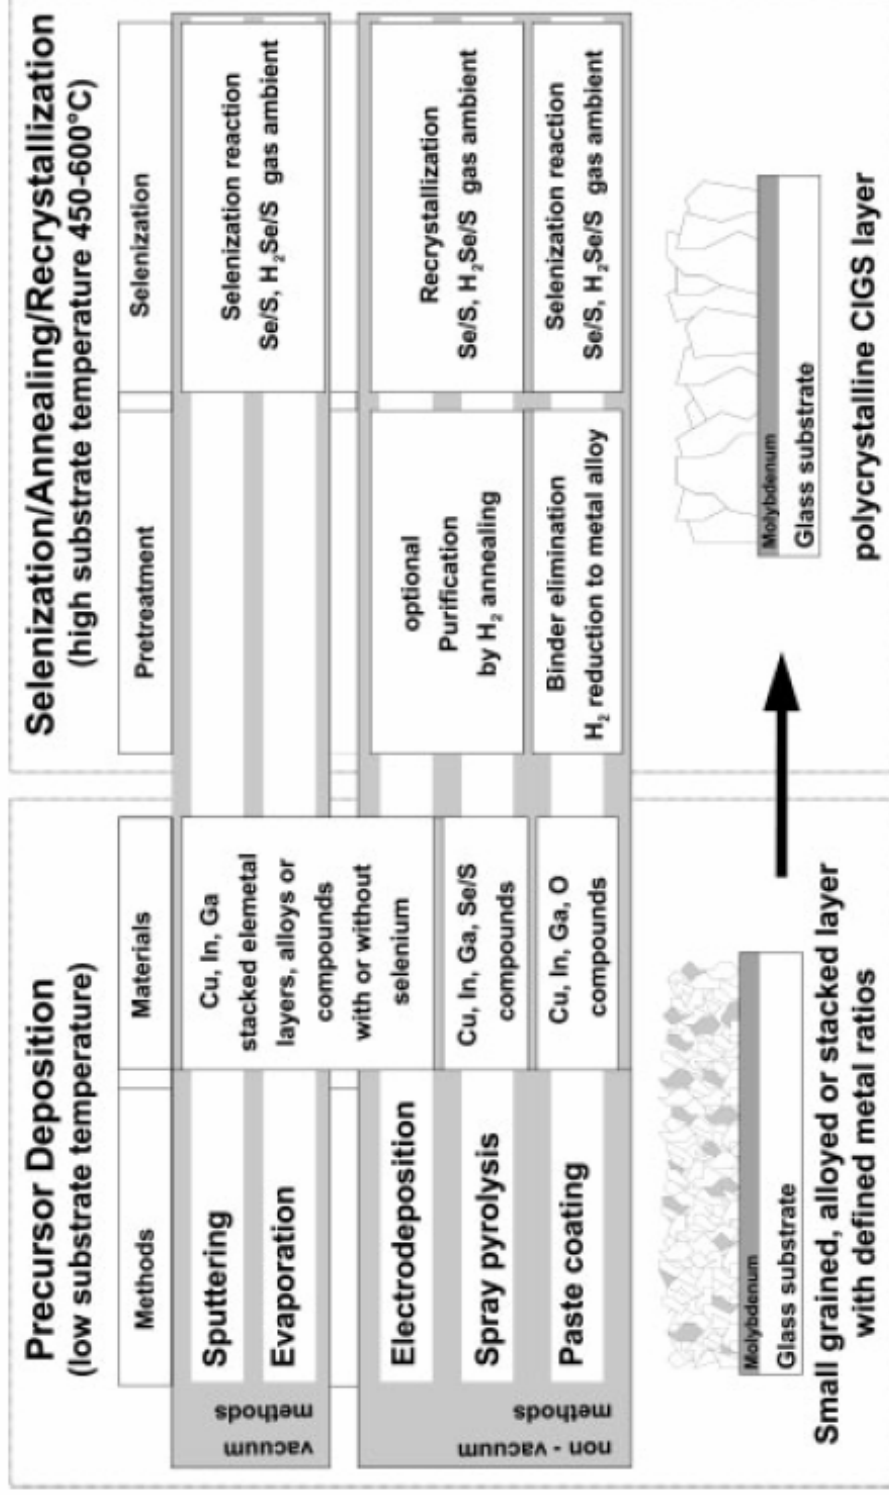 Precursor Deposition
(low substrate temperature)
Selenization/Annealing/Recrystallization
(high substrate temperature 450-600°C)
Methods
Materials
Pretreatment
Selenization
vacuum
methods
Sputtering
Evaporation
Cu, In, Ga
stacked elemetal
layers, alloys or
compounds
with or without
selenium
Selenization reaction
Se/S, H₂Se/S gas ambient
non - vacuum
methods
Electrodeposition
Spray pyrolysis
Cu, In, Ga, Se/S
compounds
optional
Purification
by H₂ annealing
Recrystallization
Se/S, H₂Se/S gas ambient
Paste coating
Cu, In, Ga, O
compounds
Binder elimination
H₂ reduction to metal alloy
Selenization reaction
Se/S, H₂Se/S gas ambient
Molybdenum
Glass substrate
Small grained, alloyed or stacked layer
with defined metal ratios
Molybdenum
Glass substrate
polycrystalline CIGS layer